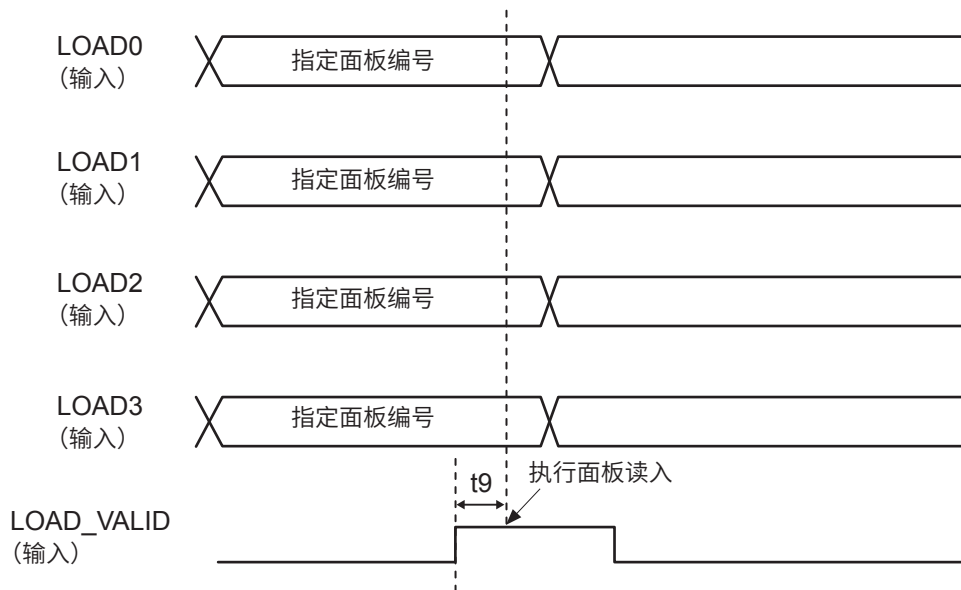 LOAD0
（输入）
指定面板编号
LOAD1
（输入）
指定面板编号
LOAD2
（输入）
指定面板编号
LOAD3
（输入）
指定面板编号
t9
执行面板读入
LOAD_VALID
（输入）